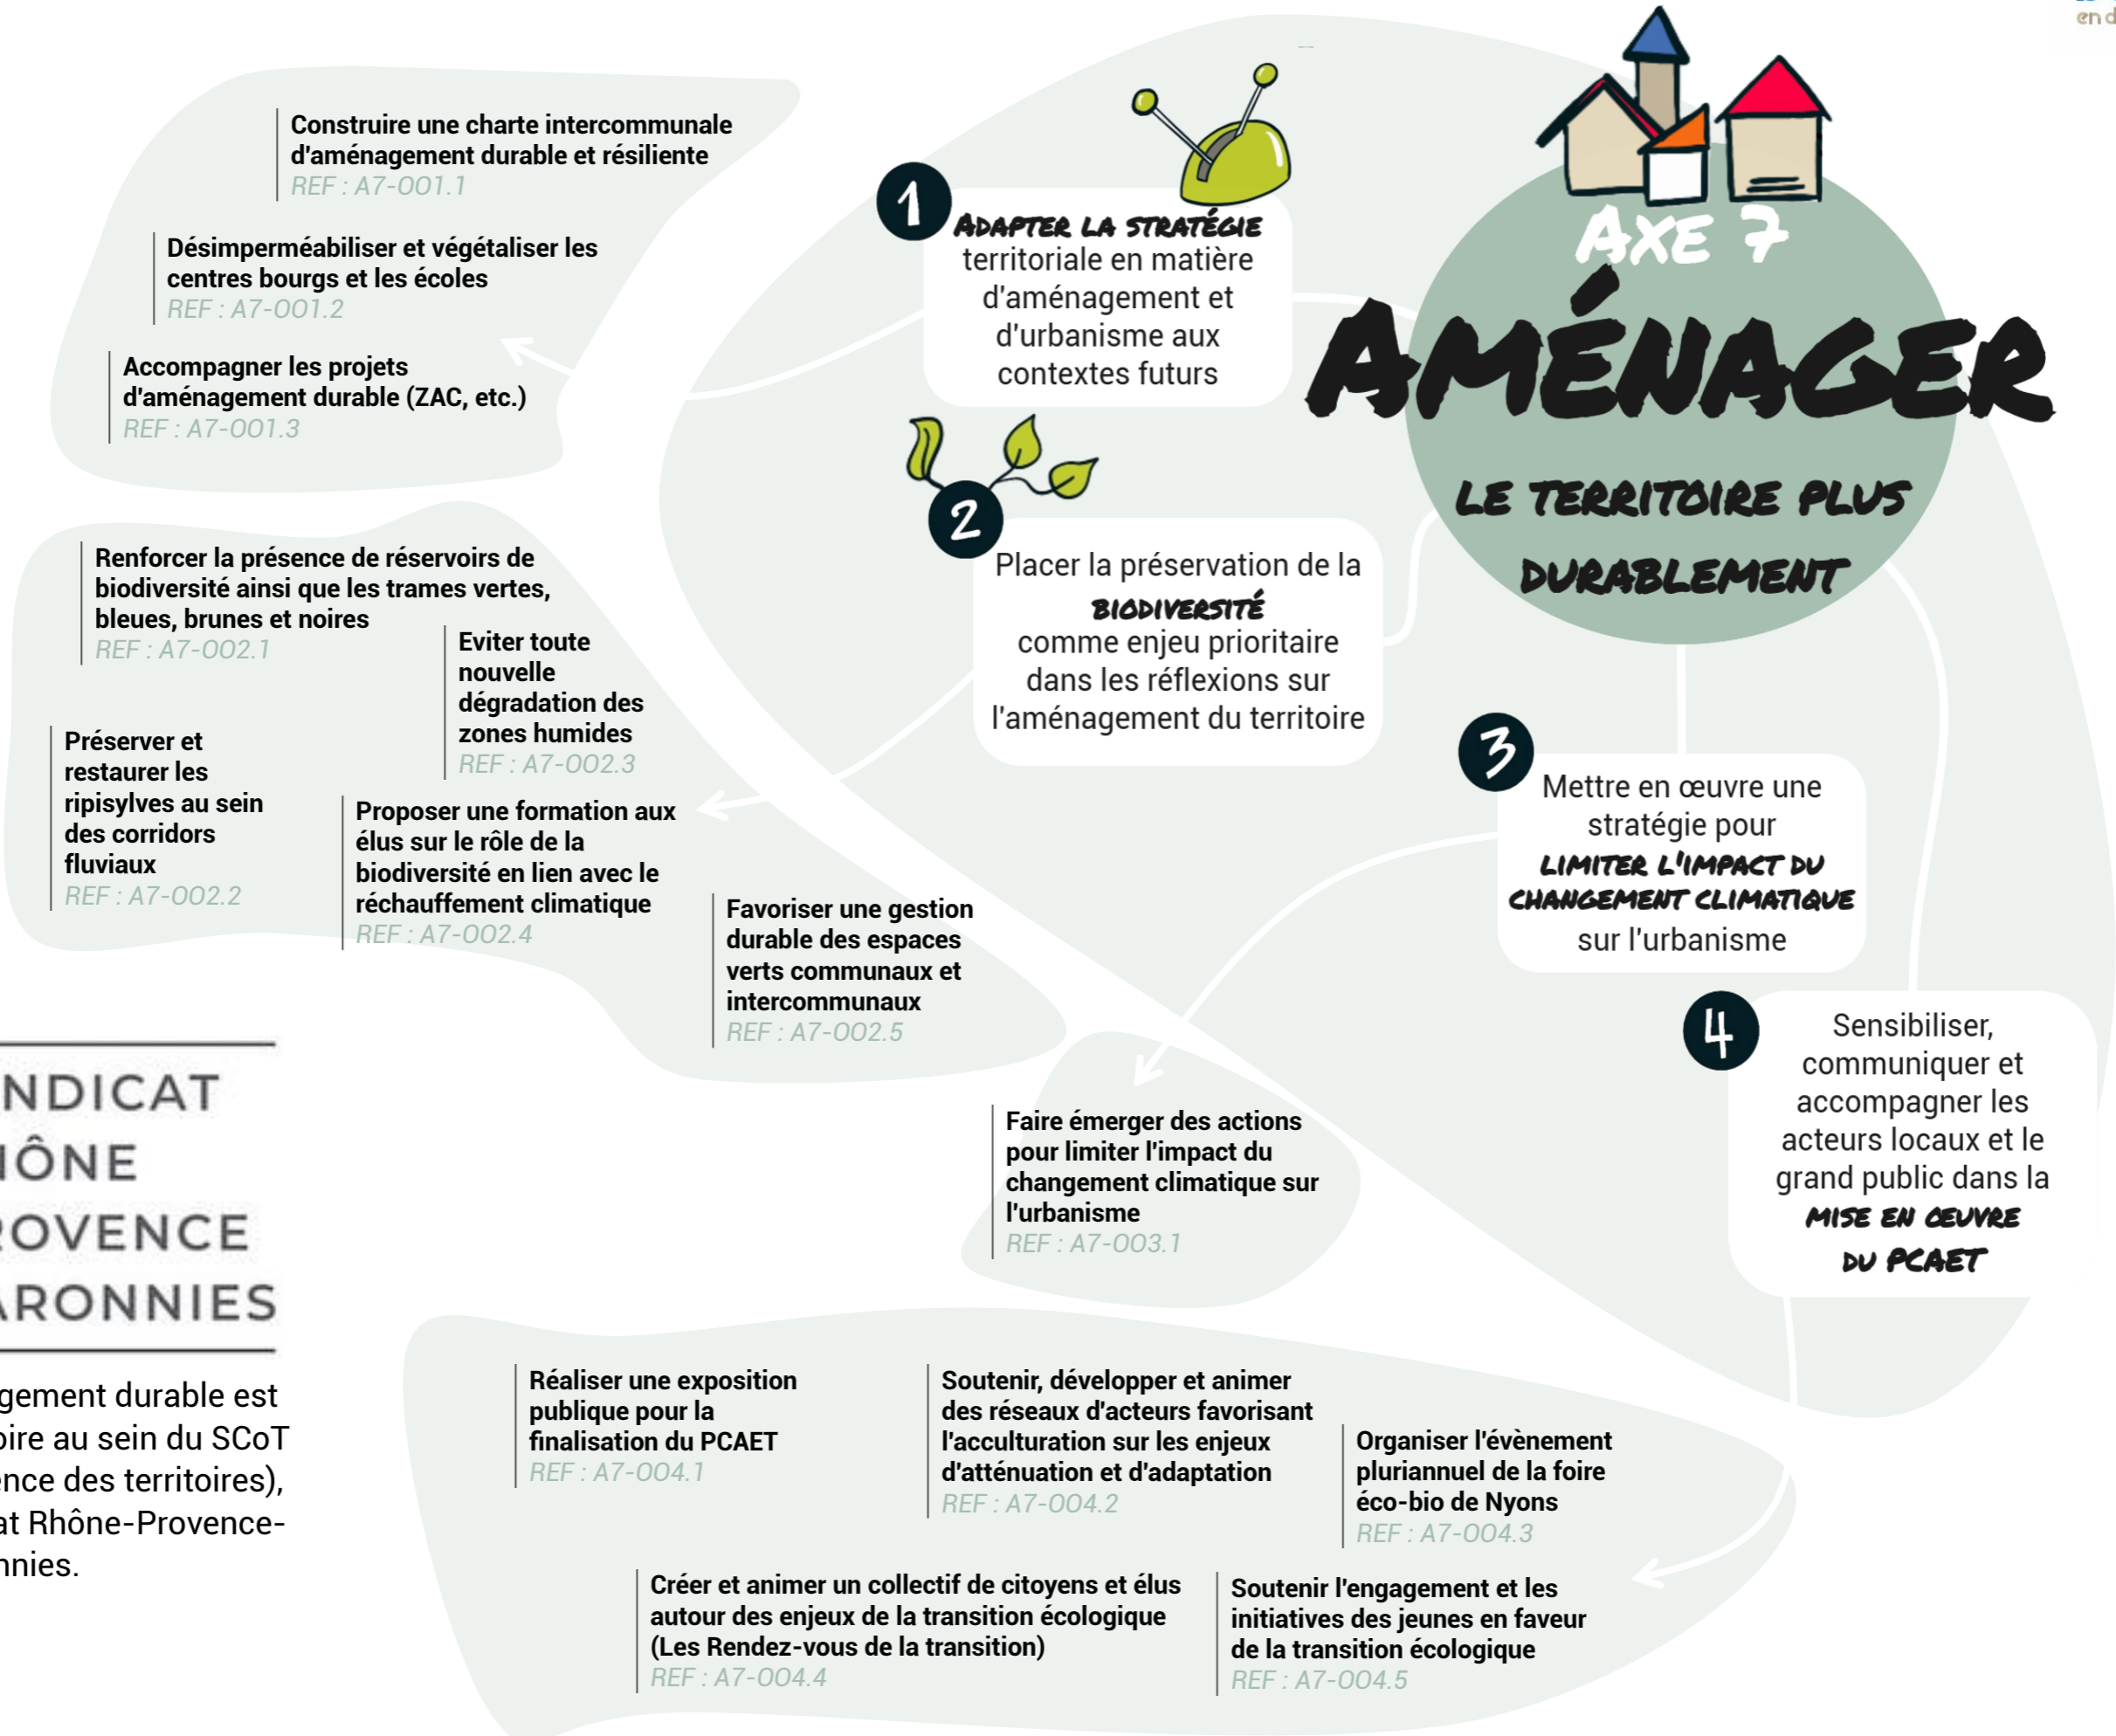 en d
AXE 7
AMÉNAGER
LE TERRITOIRE PLUS
DURABLEMENT
1
ADAPTER LA STRATÉGIE
territoriale en matière
d'aménagement et
d'urbanisme aux
contextes futurs
Construire une charte intercommunale
d'aménagement durable et résiliente
REF : A7-001.1
Désimperméabiliser et végétaliser les
centres bourgs et les écoles
REF : A7-001.2
Accompagner les projets
d'aménagement durable (ZAC, etc.)
REF : A7-001.3
2
Placer la préservation de la
BIODIVERSITÉ
comme enjeu prioritaire
dans les réflexions sur
l'aménagement du territoire
Renforcer la présence de réservoirs de
biodiversité ainsi que les trames vertes,
bleues, brunes et noires
REF : A7-002.1
Préserver et
restaurer les
ripisylves au sein
des corridors
fluviaux
REF : A7-002.2
Eviter toute
nouvelle
dégradation des
zones humides
REF : A7-002.3
Proposer une formation aux
élus sur le rôle de la
biodiversité en lien avec le
réchauffement climatique
REF : A7-002.4
Favoriser une gestion
durable des espaces
verts communaux et
intercommunaux
REF : A7-002.5
3
Mettre en œuvre une
stratégie pour
LIMITER L'IMPACT DU
CHANGEMENT CLIMATIQUE
sur l'urbanisme
Faire émerger des actions
pour limiter l'impact du
changement climatique sur
l'urbanisme
REF : A7-003.1
4
Sensibiliser,
communiquer et
accompagner les
acteurs locaux et le
grand public dans la
MISE EN ŒUVRE
DU PCAET
Réaliser une exposition
publique pour la
finalisation du PCAET
REF : A7-004.1
Soutenir, développer et animer
des réseaux d'acteurs favorisant
l'acculturation sur les enjeux
d'atténuation et d'adaptation
REF : A7-004.2
Organiser l'évènement
pluriannuel de la foire
éco-bio de Nyons
REF : A7-004.3
Créer et animer un collectif de citoyens et élus
autour des enjeux de la transition écologique
(Les Rendez-vous de la transition)
REF : A7-004.4
Soutenir l'engagement et les
initiatives des jeunes en faveur
de la transition écologique
REF : A7-004.5
NDICAT
HÔNE
ROVENCE
ARONNIES
gement durable est
oire au sein du SCoT
ence des territoires),
at Rhône-Provence-
nnies.